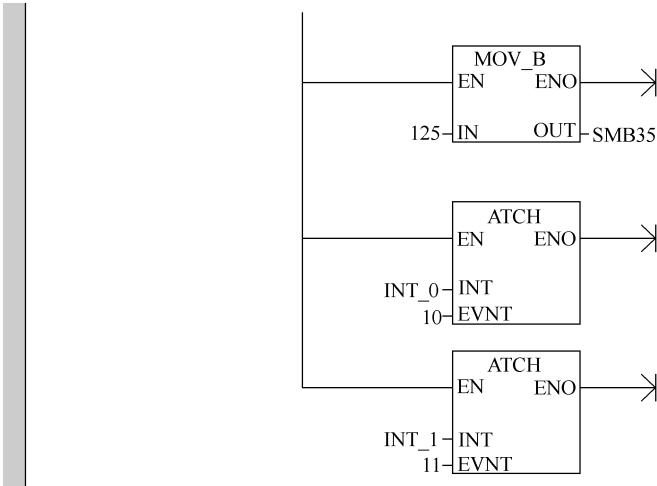 MOV_B
EN ENO
125 IN OUT SMB35
ATCH
EN ENO
INT_0 INT
10 EVNT
ATCH
EN ENO
INT_1 INT
11 EVNT